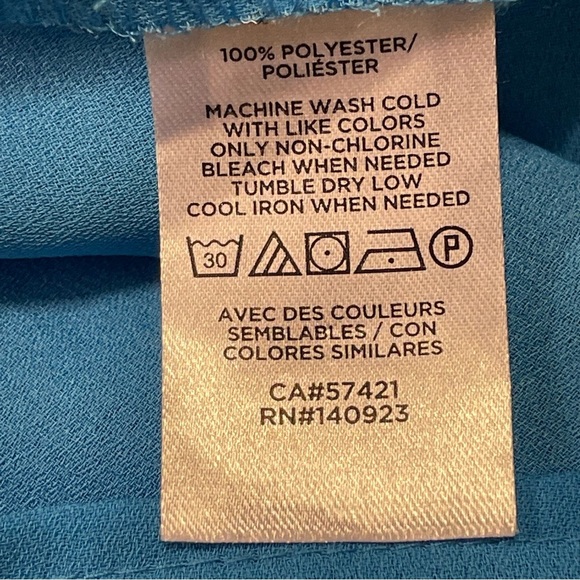 100% POLYESTER/
POLIÉSTER
MACHINE WASH COLD
WITH LIKE COLORS
ONLY NON-CHLORINE
BLEACH WHEN NEEDED
TUMBLE DRY LOW
COOL IRON WHEN NEEDED
30 P
AVEC DES COULEURS
SEMBLABLES / CON
COLORES SIMILARES
CA#57421
RN#140923